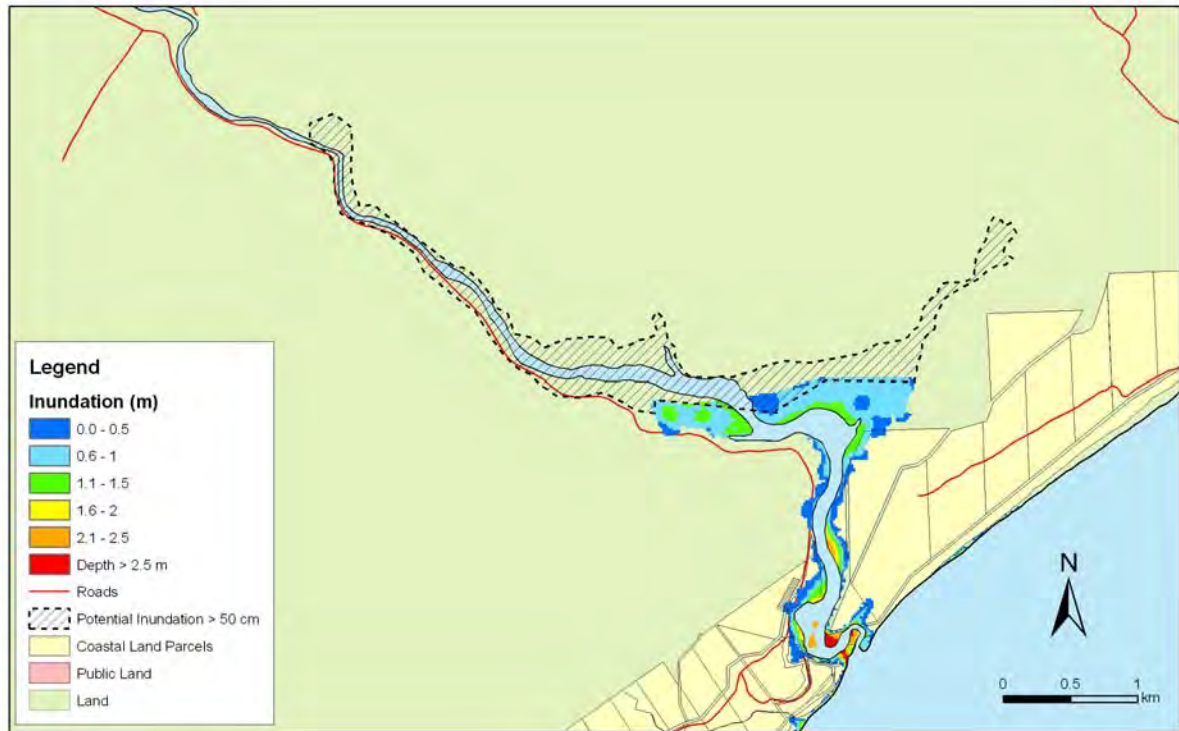 Legend
Inundation (m)
0.0 - 0.5
0.6 - 1
1.1 - 1.5
1.6 - 2
2.1 - 2.5
Depth > 2.5 m
Roads
Potential Inundation > 50 cm
Coastal Land Parcels
Public Land
Land
N
0 0.5 1
km